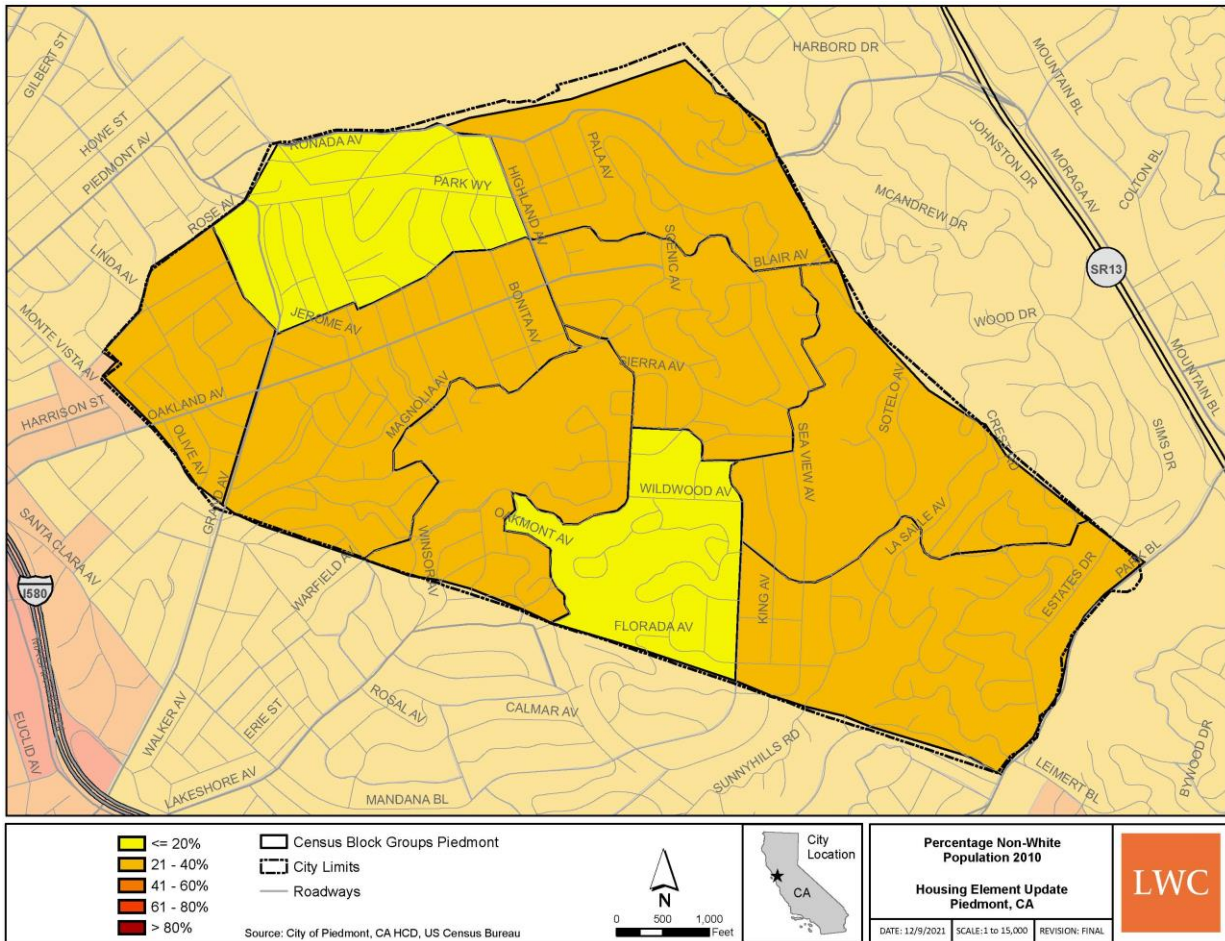 GILBERT ST
HOWE ST
PIEDMONT AV
HARBORD DR
MOUNTAIN BL
JOHNSTON DR
MORAGA AV
COLTON BL
RONADA AV
PARK WY
HIGHLAND AV
PALA AV
MCANDREW DR
ROSE AV
LINDA AV
SCENIC AV
BLAIR AV
SR13
MONTE VISTA AV
JEROME AV
BONITA AV
WOOD DR
MOUNTAIN BL
SIERRA AV
HARRISON ST
OAKLAND AV
MAGNOLIA AV
SOTELO AV
OLIVE AV
CREST RD
SIMS DR
SEA VIEW AV
GRAND AV
WILDWOOD AV
SANTA CLARA AV
OAKMONT AV
WINSOR AV
LA SALLE AV
WARFIELD AV
PARK BL
ESTATES DR
I580
KING AV
FLORADA AV
EUCLID AV
WALKER AV
ERIE ST
ROSAL AV
CALMAR AV
SUNNYHILLS RD
BYWOOD DR
LEIMERT BL
LAKESHORE AV
MANDANA BL
<= 20%
21 - 40%
41 - 60%
61 - 80%
> 80%
Census Block Groups Piedmont
City Limits
Roadways
Source: City of Piedmont, CA HCD, US Census Bureau
N
0 500 1,000
Feet
City
Location
CA
Percentage Non-White
Population 2010
Housing Element Update
Piedmont, CA
DATE: 12/9/2021 SCALE:1 to 15,000 REVISION: FINAL
LWC